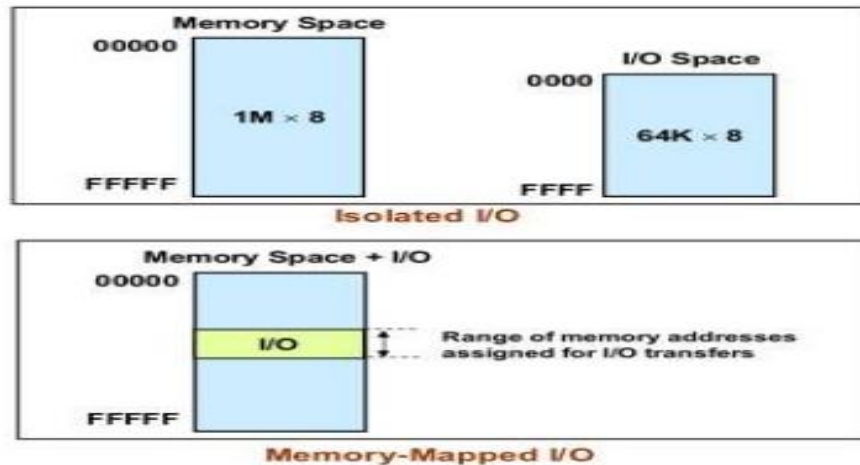 Memory Space
00000
I/O Space
0000
1M × 8
64K × 8
FFFFF
FFFF
Isolated I/O
Memory Space + I/O
00000
I/O
Range of memory addresses
assigned for I/O transfers
FFFFF
Memory-Mapped I/O